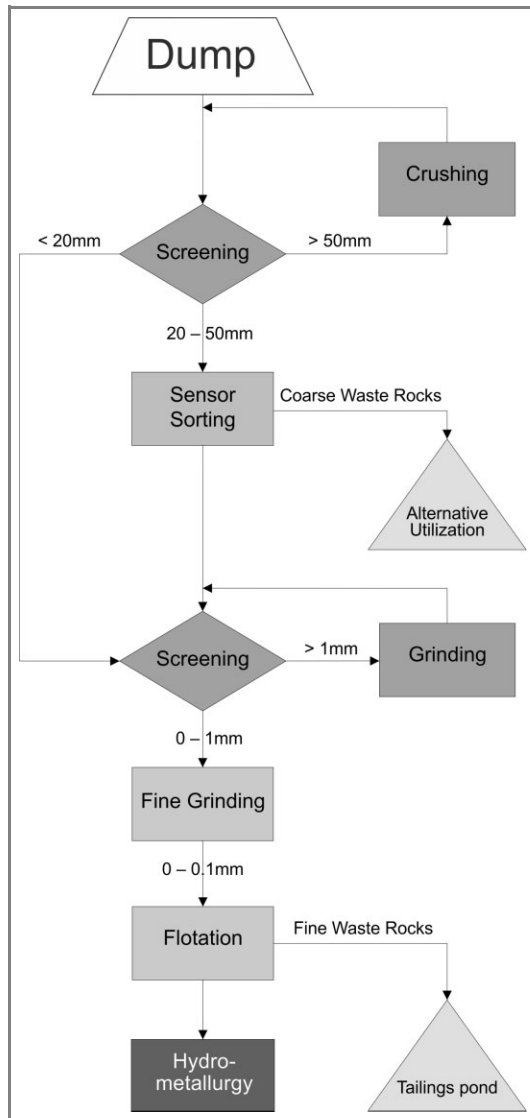 Dump
Crushing
< 20mm
Screening
> 50mm
20 – 50mm
Sensor
Sorting
Coarse Waste Rocks
Alternative
Utilization
Screening
> 1mm
Grinding
0 – 1mm
Fine Grinding
0 – 0.1mm
Flotation
Fine Waste Rocks
Hydro-
metallurgy
Tailings pond